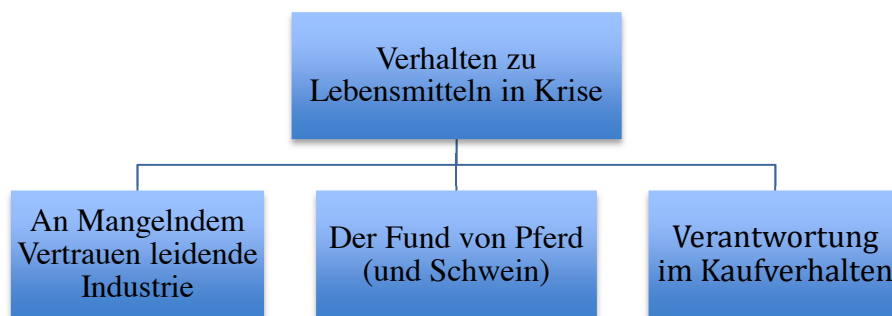 Verhalten zu
Lebensmitteln in Krise
An Mangelndem
Vertrauen leidende
Industrie
Der Fund von Pferd
(und Schwein)
Verantwortung
im Kaufverhalten